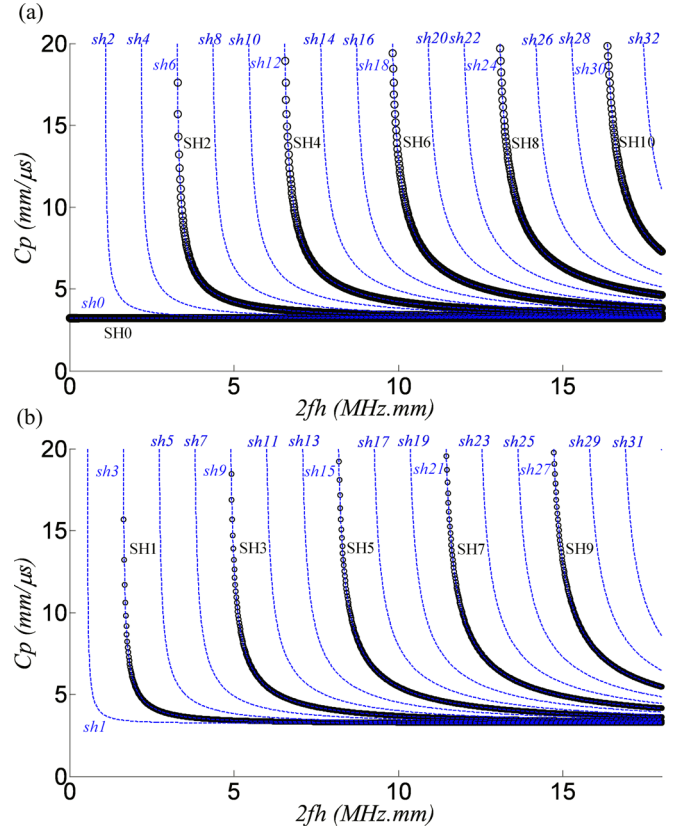 (a)
sh2 sh4 sh8 sh10 sh14 sh16 sh20 sh22 sh26 sh28 sh32
sh6 sh12 sh18 sh24 sh30
20
15
SH2 SH4 SH6 SH8 SH10
10
5
sh0
SH0
0
0 5 10 15
Cp (mm/μs)
2fh (MHz.mm)
(b)
sh5 sh7 sh11 sh13 sh17 sh19 sh23 sh25 sh29 sh31
sh3 sh9 sh15 sh21 sh27
20
15
SH1 SH3 SH5 SH7 SH9
10
5
sh1
0
0 5 10 15
Cp (mm/μs)
2fh (MHz.mm)